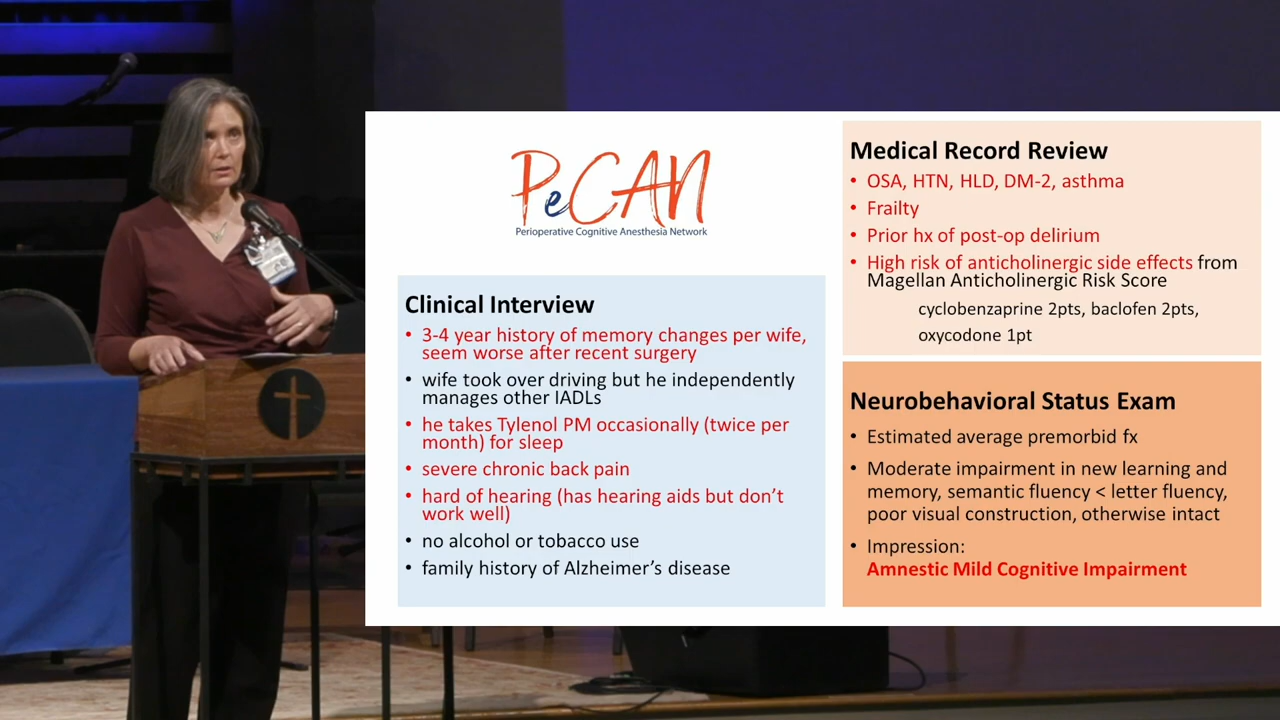 PeCAN
Perioperative Cognitive Anesthesia Network
Clinical Interview
• 3-4 year history of memory changes per wife,
seem worse after recent surgery
• wife took over driving but he independently
manages other IADLs
• he takes Tylenol PM occasionally (twice per
month) for sleep
• severe chronic back pain
• hard of hearing (has hearing aids but don’t
work well)
• no alcohol or tobacco use
• family history of Alzheimer’s disease
Medical Record Review
• OSA, HTN, HLD, DM-2, asthma
• Frailty
• Prior hx of post-op delirium
• High risk of anticholinergic side effects from
Magellan Anticholinergic Risk Score
cyclobenzaprine 2pts, baclofen 2pts,
oxycodone 1pt
Neurobehavioral Status Exam
• Estimated average premorbid fx
• Moderate impairment in new learning and
memory, semantic fluency < letter fluency,
poor visual construction, otherwise intact
• Impression:
Amnestic Mild Cognitive Impairment